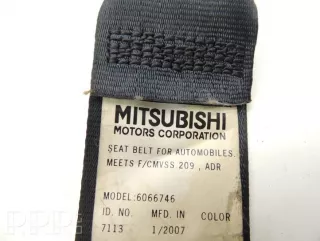 MITSUBISHI
MOTORS CORPORATION
SEAT BELT FOR AUTOMOBILES.
MEETS F/CMVSS.209 , ADR
MODEL:6066746
ID. NO. MFD. IN COLOR
7113 1/2007
RRR